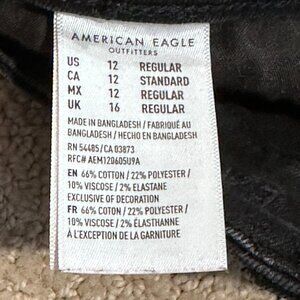 AMERICAN EAGLE
OUTFITTERS
US 12 REGULAR
CA 12 STANDARD
MX 12 REGULAR
UK 16 REGULAR
MADE IN BANGLADESH / FABRIQUÉ AU
BANGLADESH / HECHO EN BANGLADESH
RN 54485/CA 03873
RFC# AEM120605U9A
EN 66% COTTON / 22% POLYESTER /
10% VISCOSE / 2% ELASTANE
EXCLUSIVE OF DECORATION
FR 66% COTON / 22% POLYESTER /
10% VISCOSE / 2% ÉLASTHANNE
À L'EXCEPTION DE LA GARNITURE